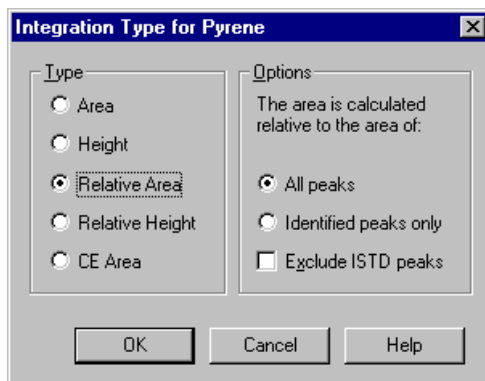 Integration Type for Pyrene
Type
Area
Height
Relative Area
Relative Height
CE Area
Options
The area is calculated
relative to the area of:
All peaks
Identified peaks only
Exclude ISTD peaks
OK
Cancel
Help